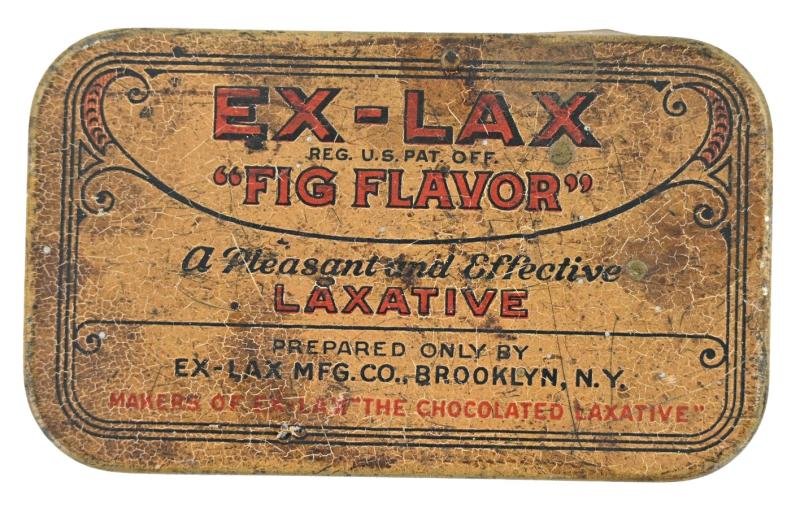 EX-LAX
REG. U.S. PAT. OFF.
"FIG FLAVOR"
A Pleasant and Effective
LAXATIVE
PREPARED ONLY BY
EX-LAX MFG. CO., BROOKLYN, N.Y.
MAKERS OF EX-LAX "THE CHOCOLATED LAXATIVE"